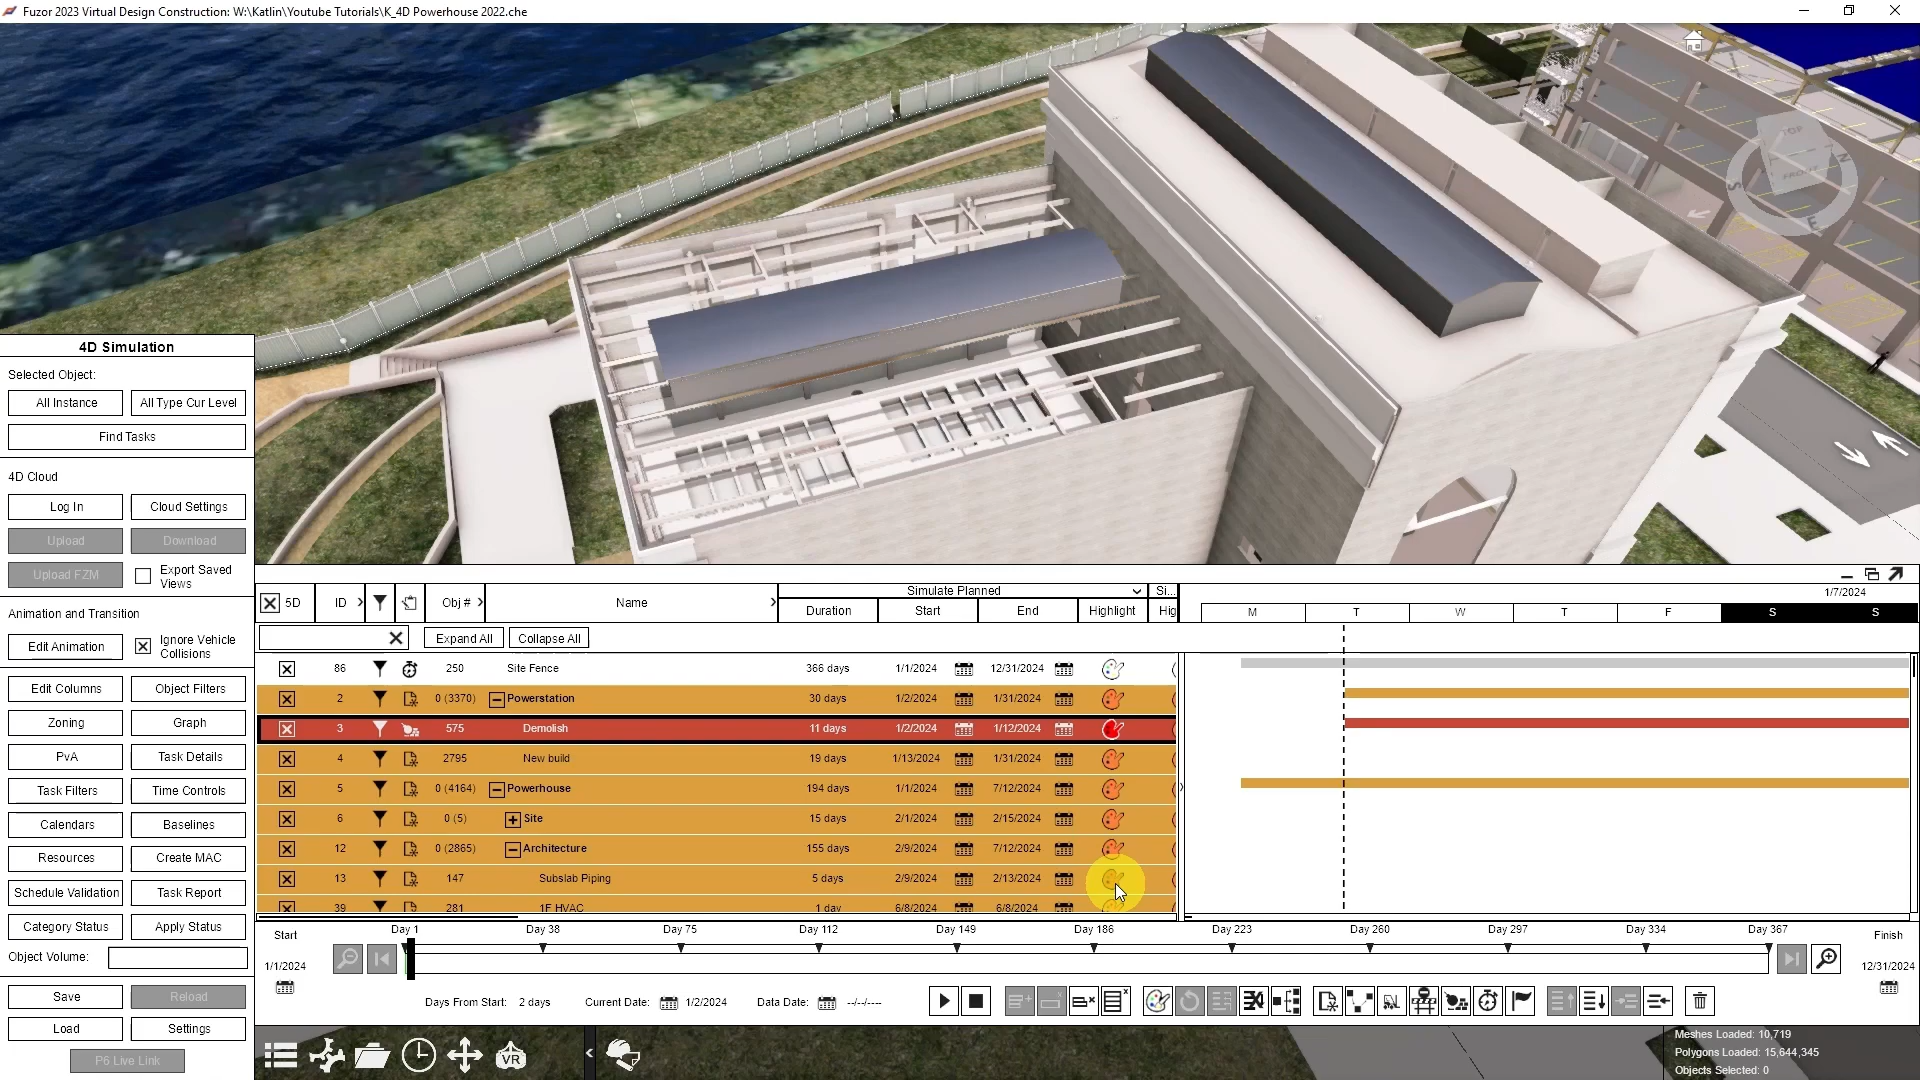 Fuzor 2023 Virtual Design Construction: W:\Katlin\Youtube Tutorials\K_4D Powerhouse 2022.che
TOP
FRONT
S
E
N
4D Simulation
Selected Object:
All Instance
All Type Cur Level
Find Tasks
4D Cloud
Log In
Cloud Settings
Upload
Download
Upload FZM
Export Saved
Views
Animation and Transition
Edit Animation
Ignore Vehicle
Collisions
Edit Columns
Object Filters
Zoning
Graph
PvA
Task Details
Task Filters
Time Controls
Calendars
Baselines
Resources
Create MAC
Schedule Validation
Task Report
Category Status
Apply Status
Object Volume:
Save
Reload
Load
Settings
P6 Live Link
5D
ID
Obj #
Name
Simulate Planned
Si...
Duration
Start
End
Highlight
Hig
1/7/2024
M T W T F S S
Expand All
Collapse All
86 250 Site Fence 366 days 1/1/2024 12/31/2024
2 0 (3370) Powerstation 30 days 1/2/2024 1/31/2024
3 575 Demolish 11 days 1/2/2024 1/12/2024
4 2795 New build 19 days 1/13/2024 1/31/2024
5 0 (4164) Powerhouse 194 days 1/1/2024 7/12/2024
6 0 (5) Site 15 days 2/1/2024 2/15/2024
12 0 (2865) Architecture 155 days 2/9/2024 7/12/2024
13 147 Subslab Piping 5 days 2/9/2024 2/13/2024
39 281 1F HVAC 1 day 6/8/2024 6/8/2024
Start
1/1/2024
Day 1 Day 38 Day 75 Day 112 Day 149 Day 186 Day 223 Day 260 Day 297 Day 334 Day 367
Finish
12/31/2024
Days From Start: 2 days Current Date: 1/2/2024 Data Date: --/--/----
VR
Meshes Loaded: 10,719
Polygons Loaded: 15,644,345
Objects Selected: 0